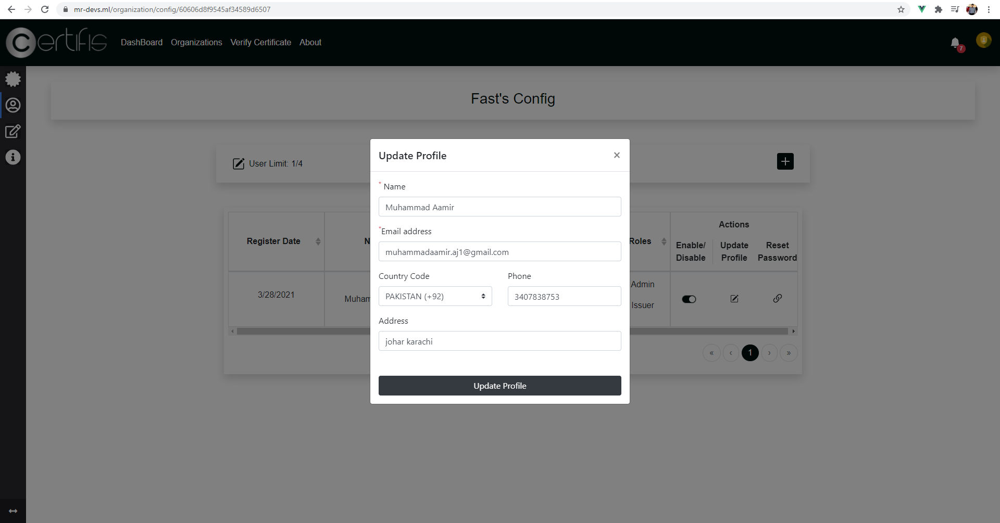 mr-devs.ml/organization/config/60606d8f9545af34589d6507
certifis
DashBoard Organizations Verify Certificate About
7
Fast's Config
User Limit: 1/4
Update Profile ×
* Name
Muhammad Aamir
*Email address
muhammadaamir.aj1@gmail.com
Country Code Phone
PAKISTAN (+92) 3407838753
Address
johar karachi
Update Profile
Register Date N Roles Actions
Enable/ Update Reset
Disable Profile Password
3/28/2021 Muham Admin
Issuer
« ‹ 1 › »